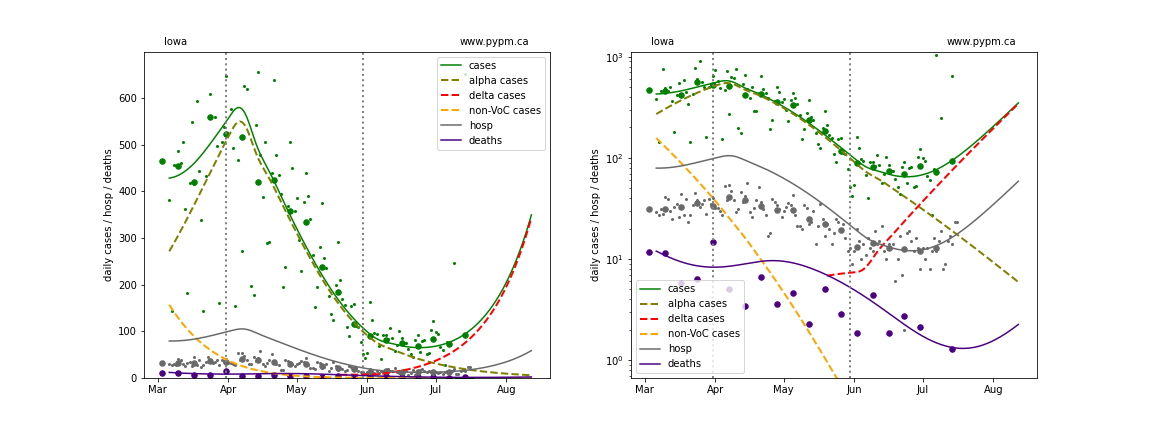 Iowa www.pypm.ca
daily cases / hosp / deaths
600
500
400
300
200
100
0
Mar Apr May Jun Jul Aug
cases
alpha cases
delta cases
non-VoC cases
hosp
deaths
Iowa www.pypm.ca
daily cases / hosp / deaths
10³
10²
10¹
10⁰
Mar Apr May Jun Jul Aug
cases
alpha cases
delta cases
non-VoC cases
hosp
deaths